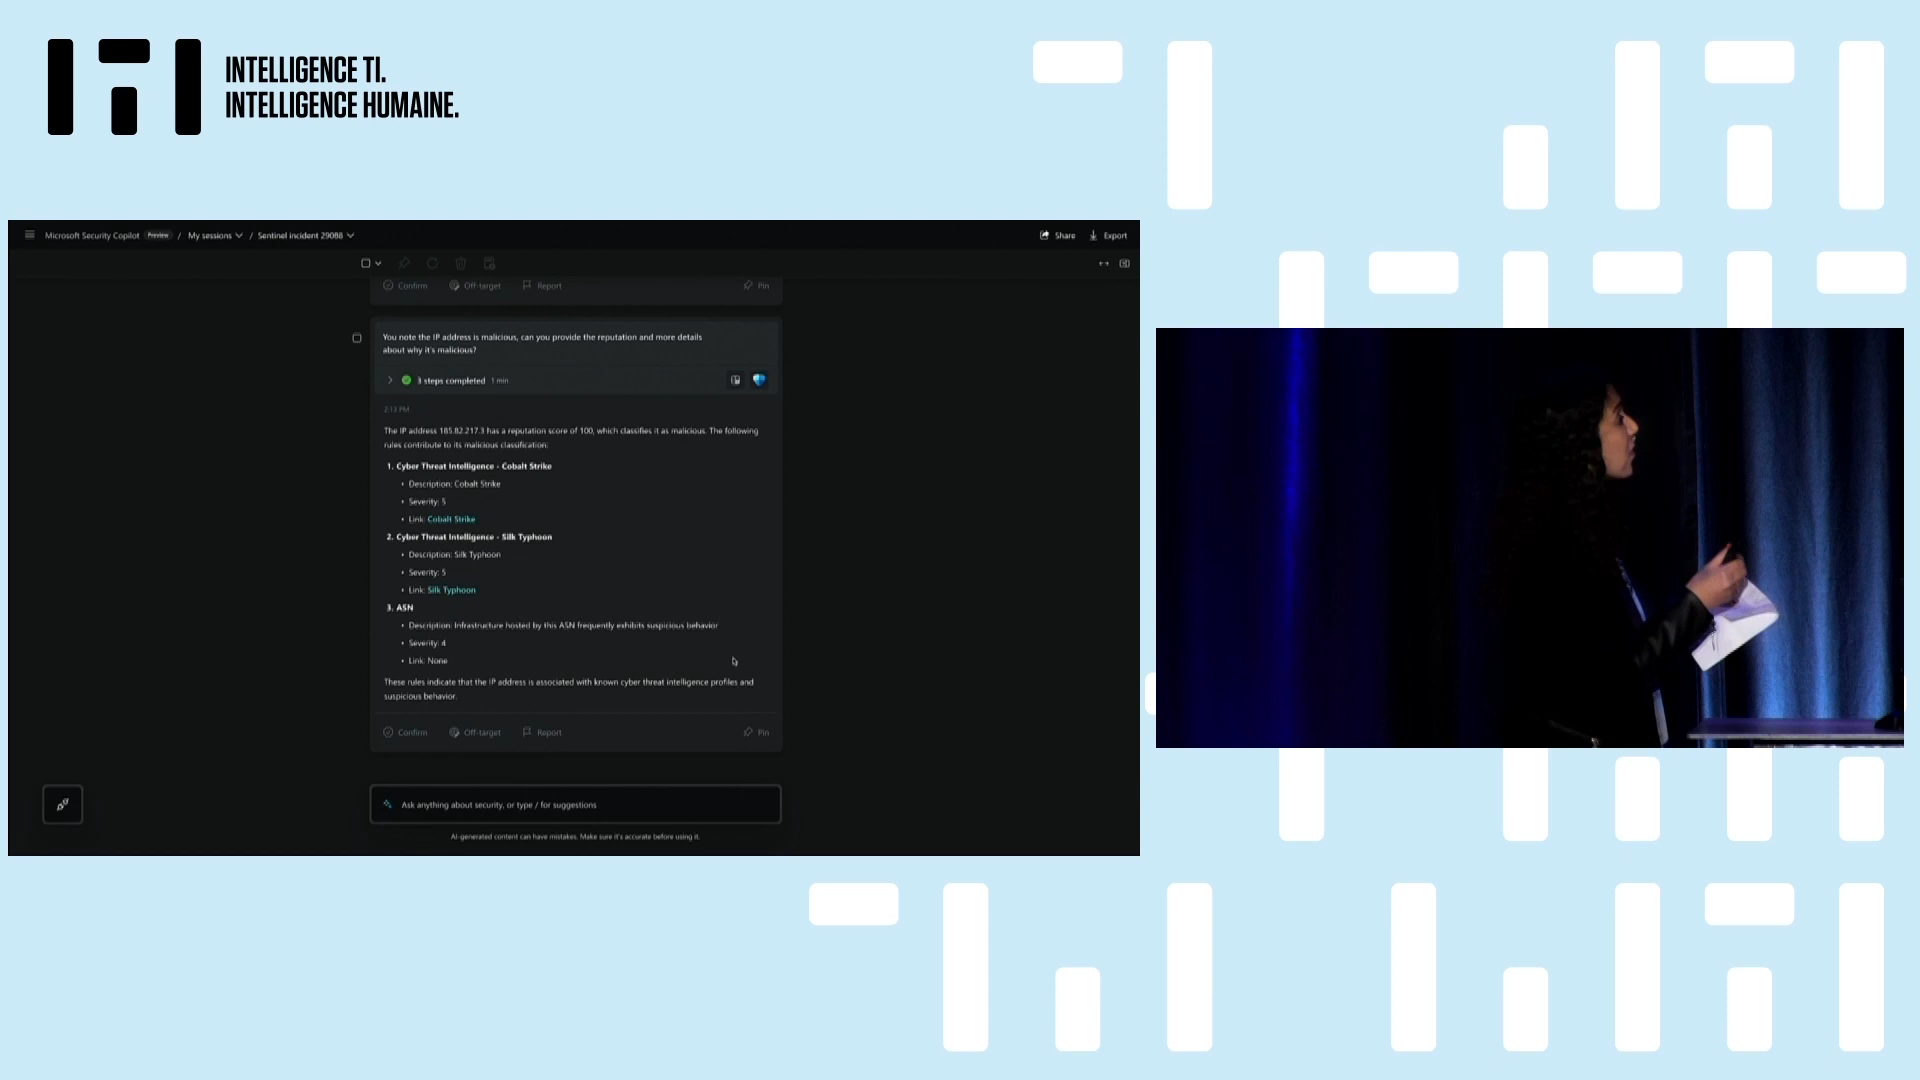 INTELLIGENCE TI.
INTELLIGENCE HUMAINE.
Microsoft Security Copilot Preview / My sessions / Sentinel incident 29088
Share Export
Confirm Off-target Report Pin
You note the IP address is malicious, can you provide the reputation and more details
about why it's malicious?
3 steps completed 1 min
2:13 PM
The IP address 185.82.217.3 has a reputation score of 100, which classifies it as malicious. The following
rules contribute to its malicious classification:
1. Cyber Threat Intelligence - Cobalt Strike
• Description: Cobalt Strike
• Severity: 5
• Link: Cobalt Strike
2. Cyber Threat Intelligence - Silk Typhoon
• Description: Silk Typhoon
• Severity: 5
• Link: Silk Typhoon
3. ASN
• Description: Infrastructure hosted by this ASN frequently exhibits suspicious behavior
• Severity: 4
• Link: None
These rules indicate that the IP address is associated with known cyber threat intelligence profiles and
suspicious behavior.
Confirm Off-target Report Pin
Ask anything about security, or type / for suggestions
AI-generated content can have mistakes. Make sure it's accurate before using it.